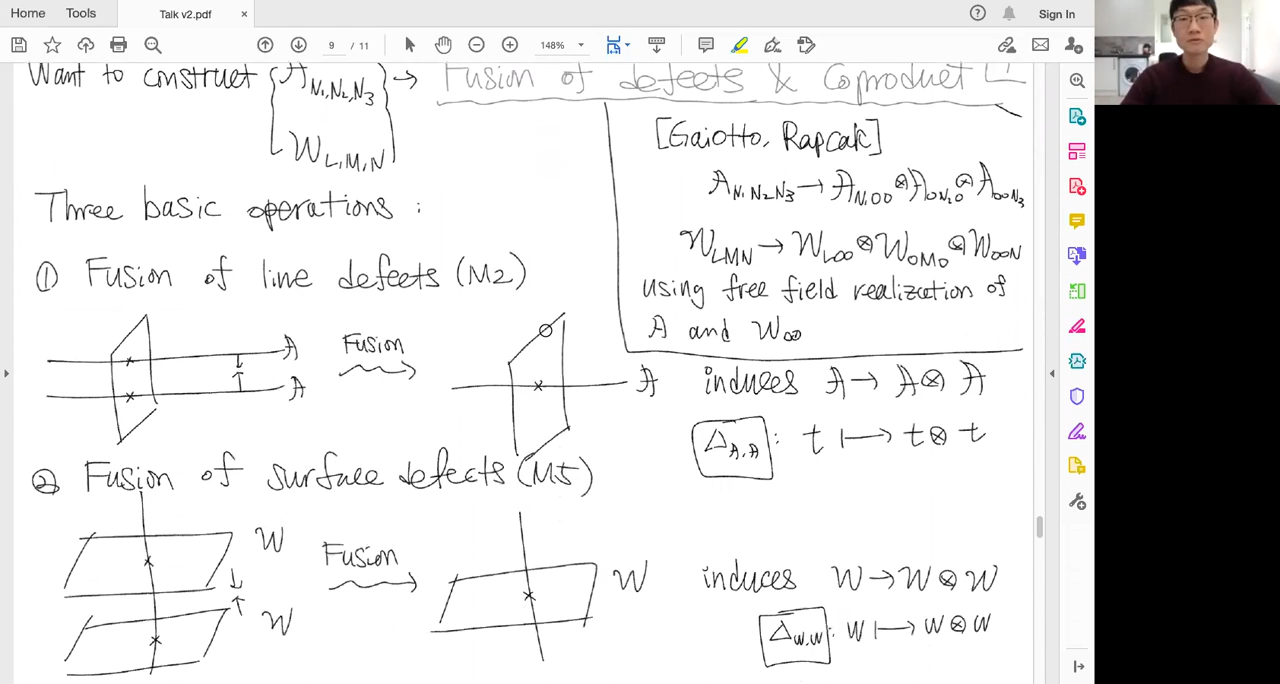 Home Tools Talk v2.pdf × Sign In
9 / 11 148%
Want to construct { A_{N₁,N₂,N₃} → Fusion of defects & Coproduct
W_{L,M,N} }
[Gaiotto, Rapcak]
A_{N₁N₂N₃} → A_{N₁00} ⊗ A_{0N₂0} ⊗ A_{00N₃}
W_{LMN} → W_{L00} ⊗ W_{0M0} ⊗ W_{00N}
using free field realization of
A and W_∞
Three basic operations :
① Fusion of line defects (M2)
A
A
Fusion
A
induces A → A ⊗ A
Δ_{A,A} : t ↦ t ⊗ t
② Fusion of surface defects (M5)
W
W
Fusion
W
induces W → W ⊗ W
Δ_{W,W} : W ↦ W ⊗ W